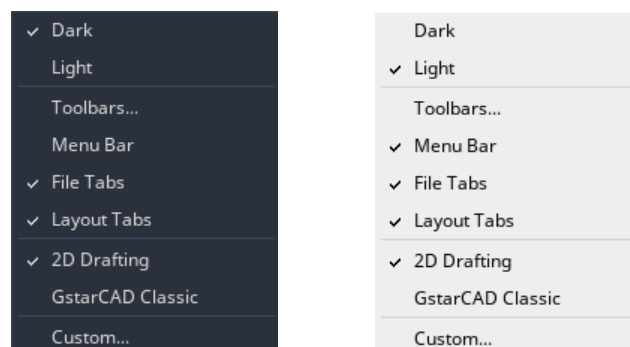 Dark
Light
Toolbars...
Menu Bar
File Tabs
Layout Tabs
2D Drafting
GstarCAD Classic
Custom...
Dark
Light
Toolbars...
Menu Bar
File Tabs
Layout Tabs
2D Drafting
GstarCAD Classic
Custom...